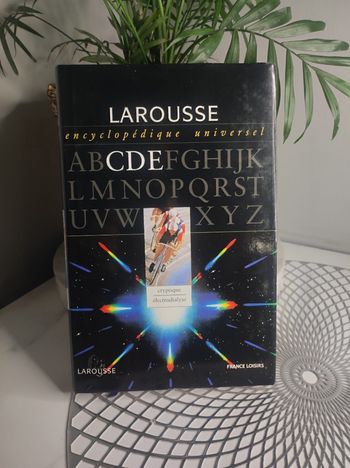 LAROUSSE
encyclopédique universel
ABCDEFGHIJK
LMNOPQRST
UVW XYZ
cryptique
électrodialyse
LAROUSSE
FRANCE LOISIRS